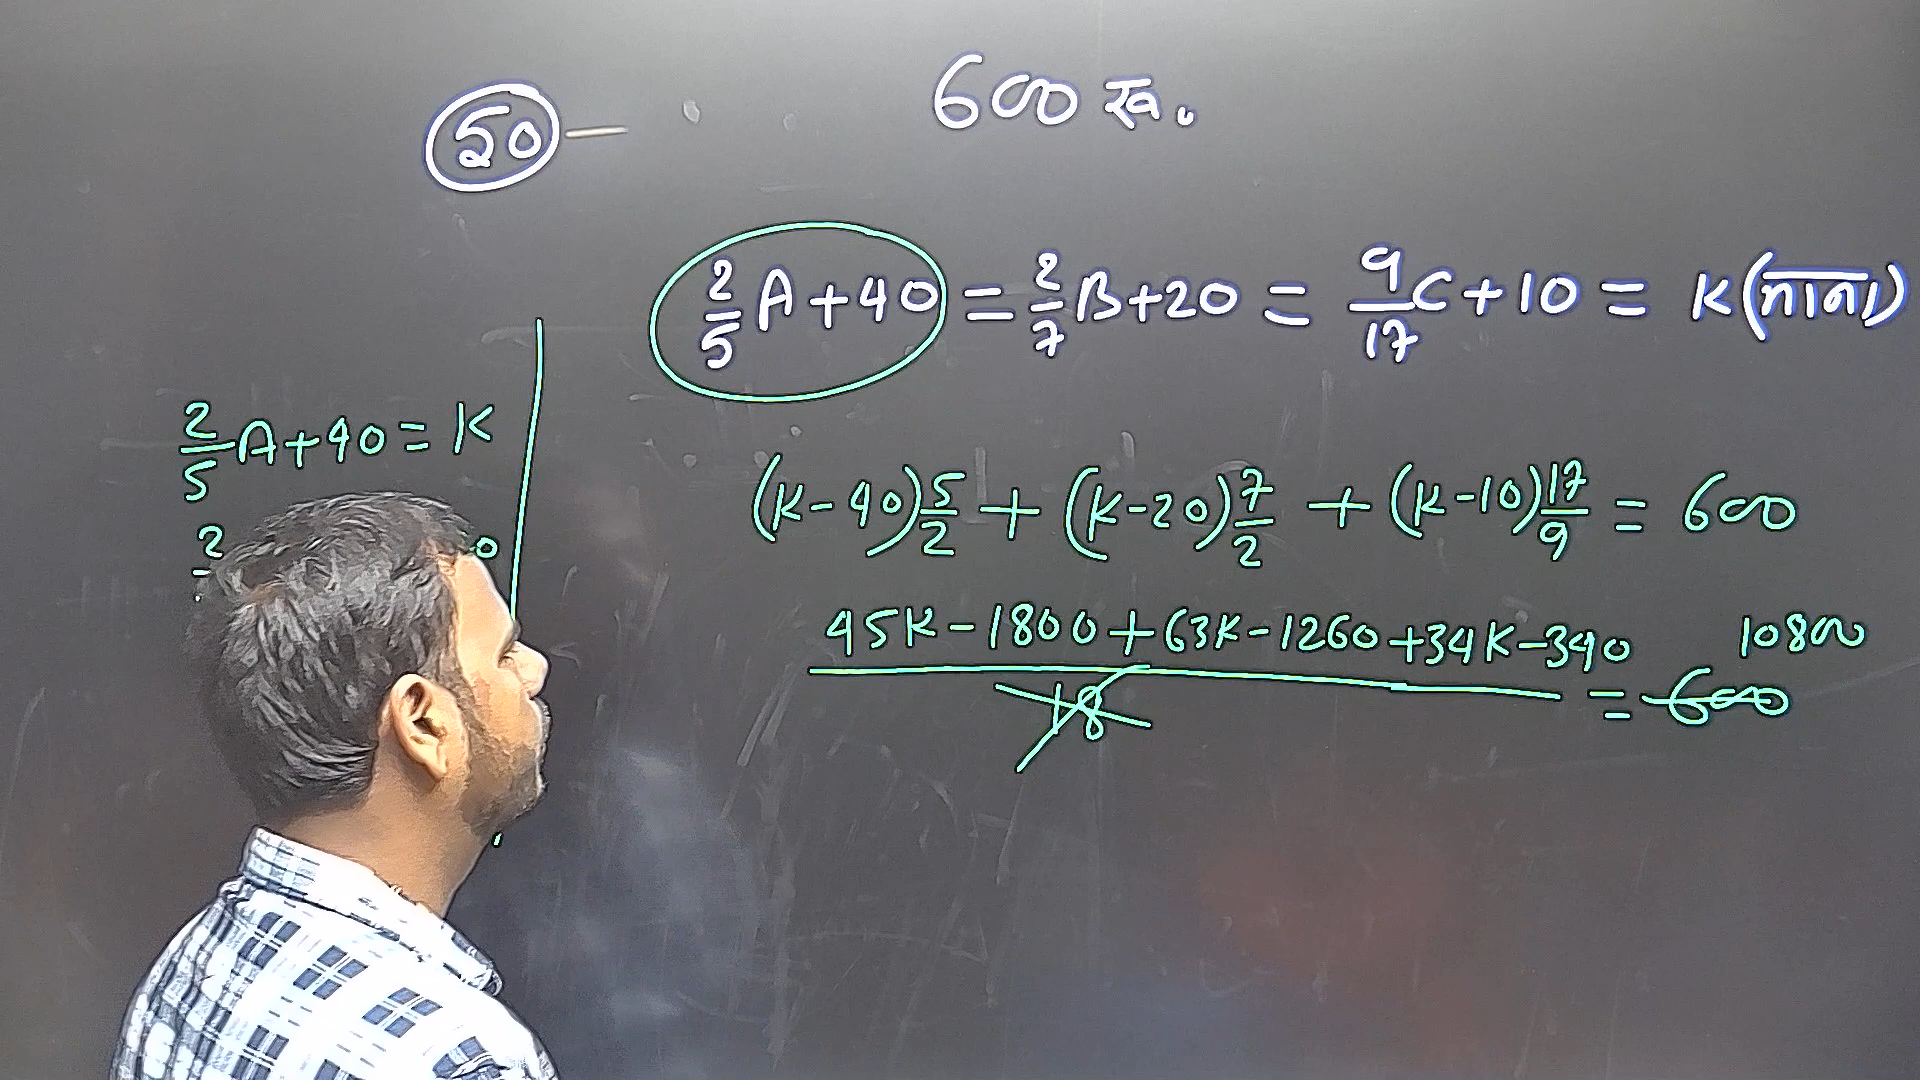 50 - 600 रू.
2/5 A + 40 = 2/7 B + 20 = 9/17 C + 10 = K (माना)
2/5 A + 40 = K
(K - 40) 5/2 + (K - 20) 7/2 + (K - 10) 17/9 = 600
45K - 1800 + 63K - 1260 + 34K - 340 / 18 = 600 10800